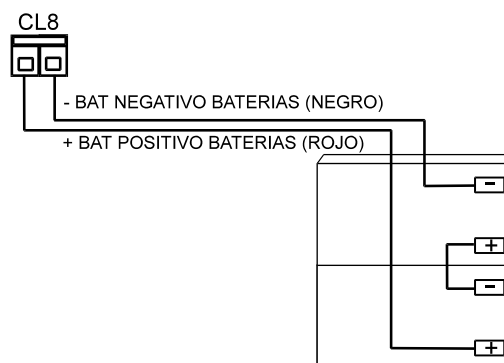 CL8
- BAT NEGATIVO BATERIAS (NEGRO)
+ BAT POSITIVO BATERIAS (ROJO)
-
+
-
+